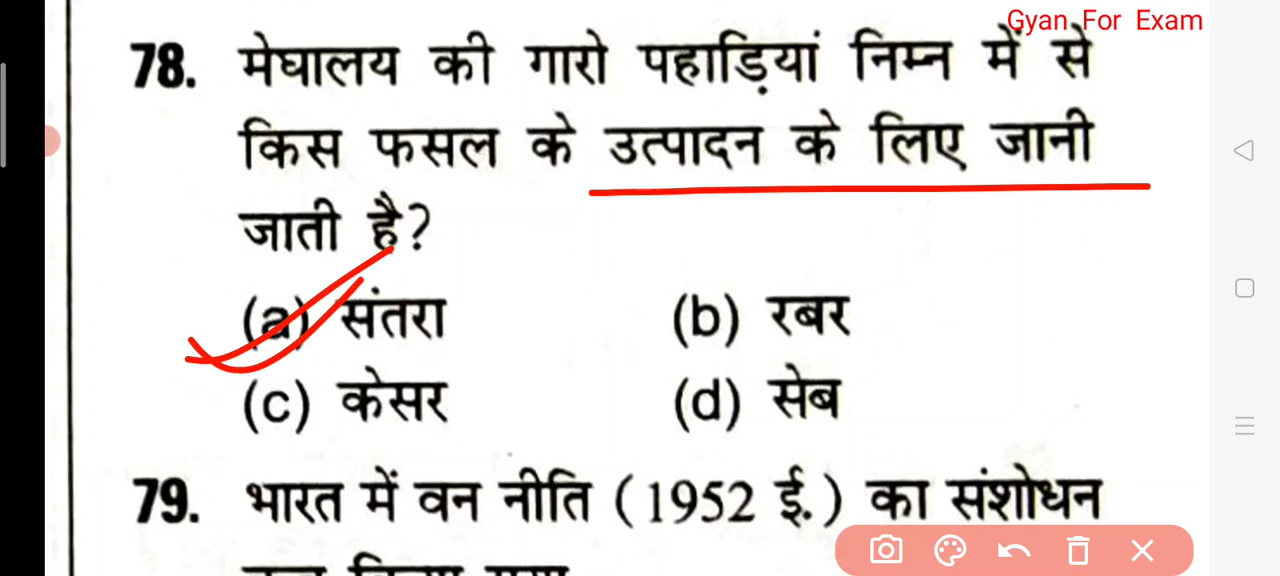 Gyan For Exam
78. मेघालय की गारो पहाड़ियां निम्न में से
किस फसल के उत्पादन के लिए जानी
जाती है?
(a) संतरा (b) रबर
(c) केसर (d) सेब
79. भारत में वन नीति (1952 ई.) का संशोधन